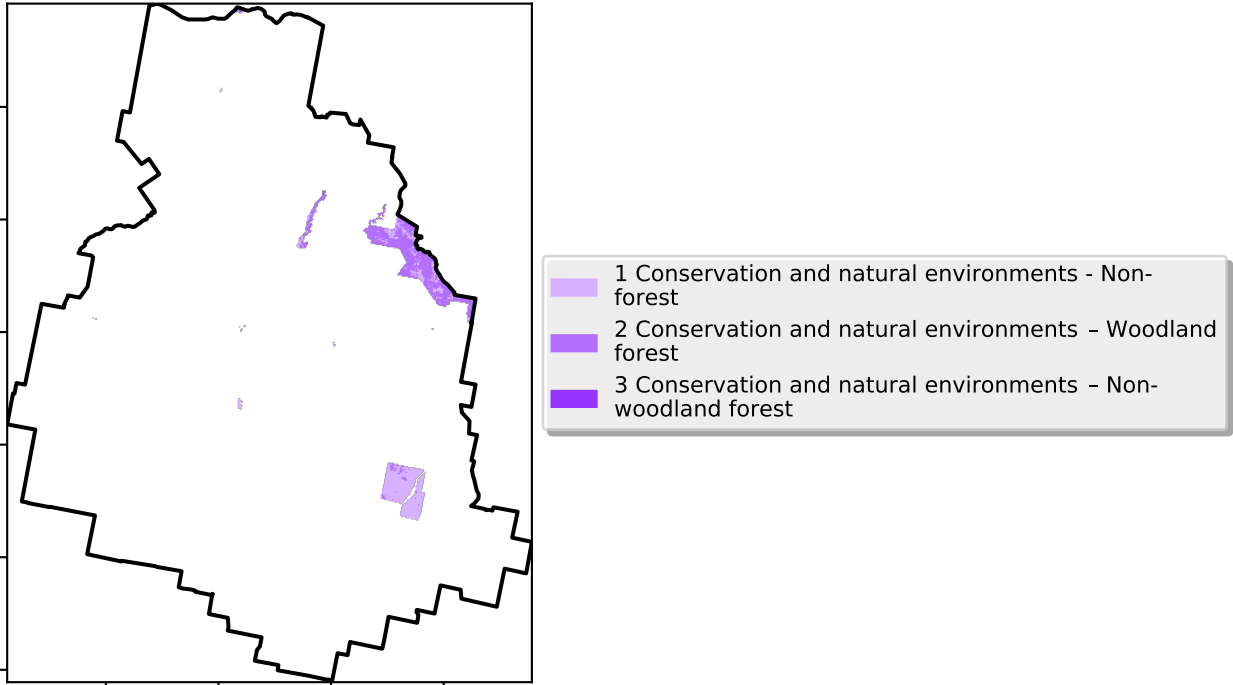 1 Conservation and natural environments - Non-
forest
2 Conservation and natural environments – Woodland
forest
3 Conservation and natural environments – Non-
woodland forest